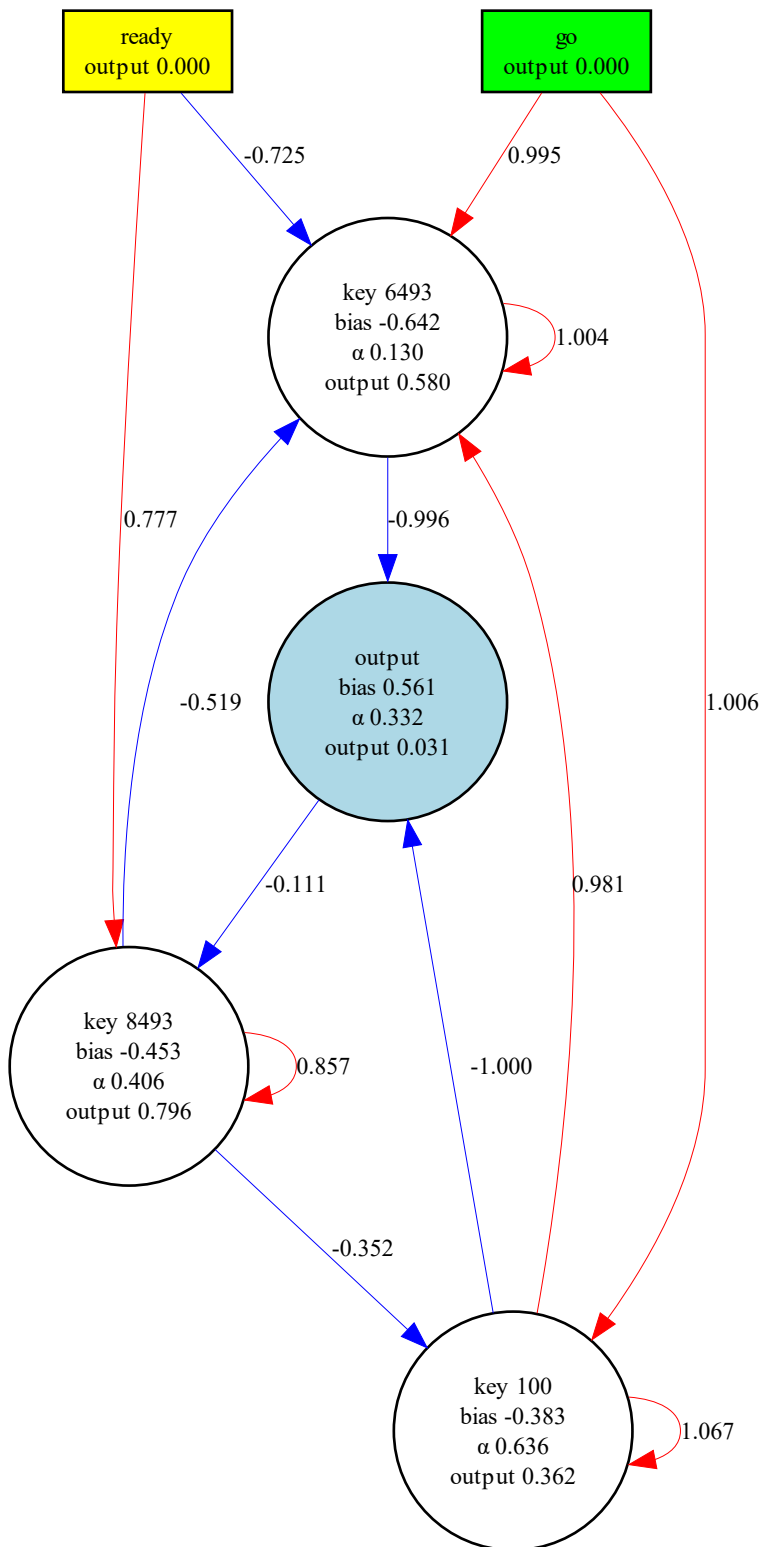 ready
output 0.000
go
output 0.000
-0.725
0.995
key 6493
bias -0.642
α 0.130
output 0.580
1.004
0.777
-0.996
-0.519
output
bias 0.561
α 0.332
output 0.031
1.006
-0.111
0.981
key 8493
bias -0.453
α 0.406
output 0.796
0.857
-1.000
-0.352
key 100
bias -0.383
α 0.636
output 0.362
1.067